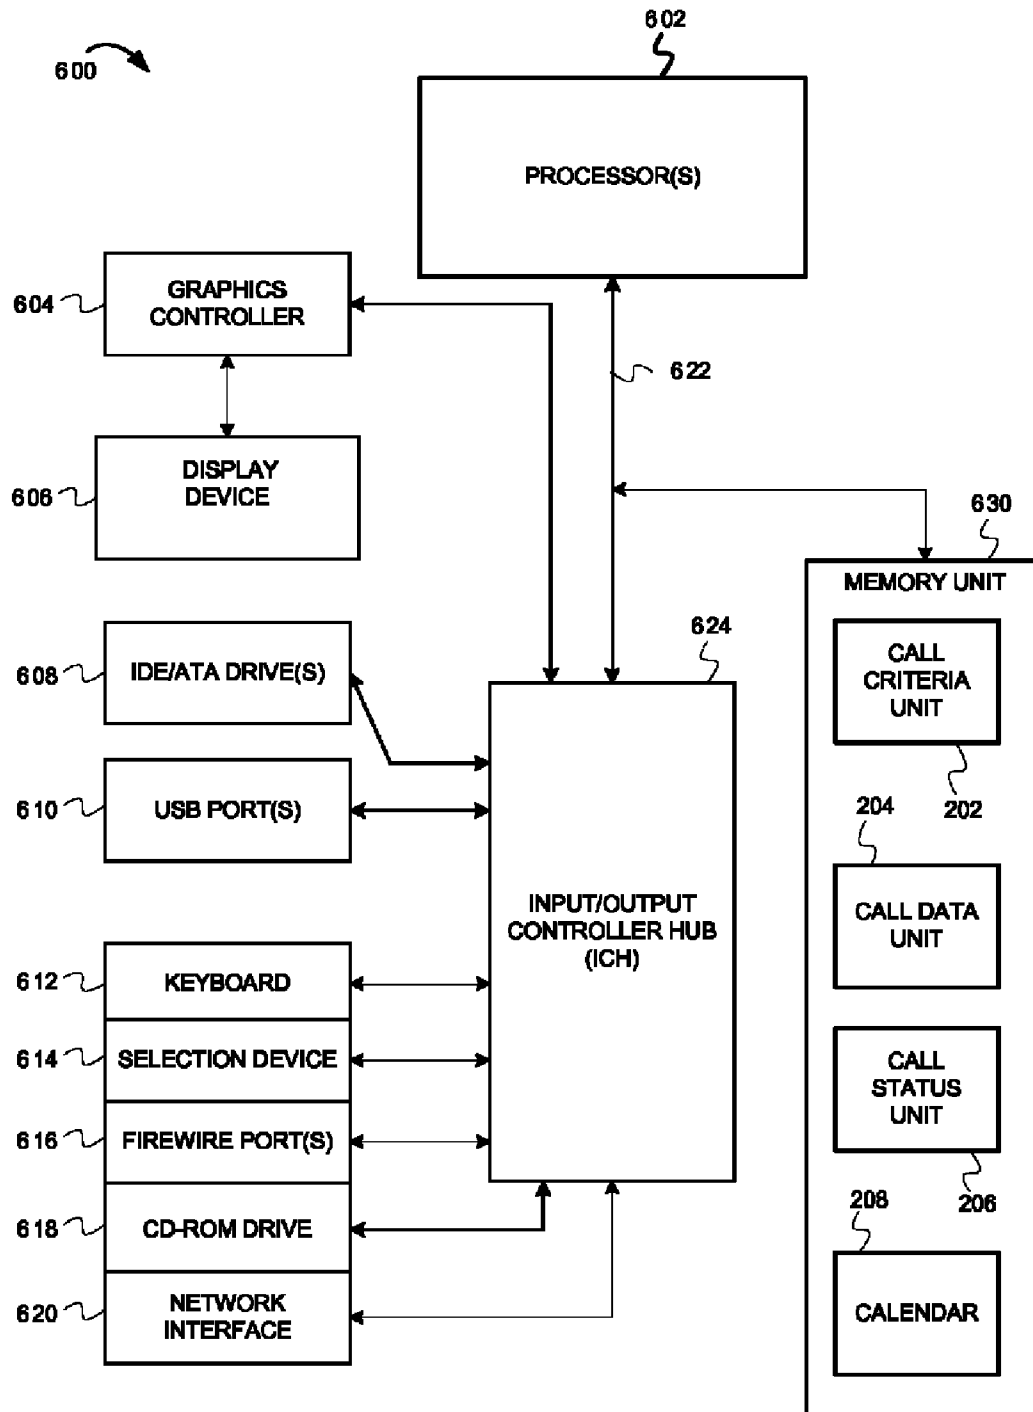 602
600
PROCESSOR(S)
604
GRAPHICS
CONTROLLER
622
606
DISPLAY
DEVICE
630
MEMORY UNIT
624
608
IDE/ATA DRIVE(S)
CALL
CRITERIA
UNIT
202
610
USB PORT(S)
204
CALL DATA
UNIT
INPUT/OUTPUT
CONTROLLER HUB
(ICH)
612
KEYBOARD
614
SELECTION DEVICE
CALL
STATUS
UNIT
206
616
FIREWIRE PORT(S)
618
CD-ROM DRIVE
208
620
NETWORK
INTERFACE
CALENDAR